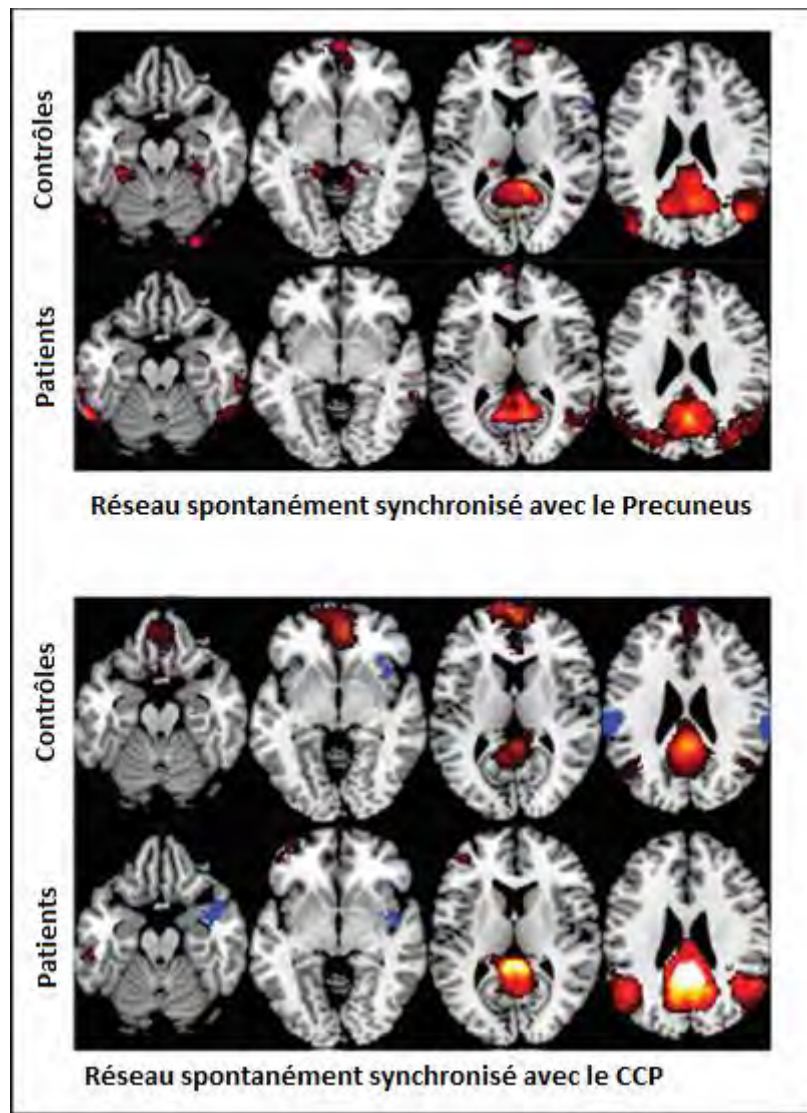 Contrôles
Patients
Réseau spontanément synchronisé avec le Precuneus
Contrôles
Patients
Réseau spontanément synchronisé avec le CCP